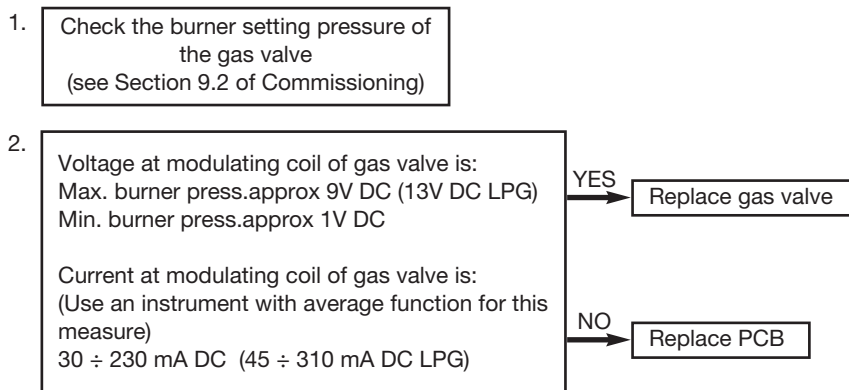 1.
Check the burner setting pressure of
the gas valve
(see Section 9.2 of Commissioning)
2.
Voltage at modulating coil of gas valve is:
Max. burner press.approx 9V DC (13V DC LPG)
Min. burner press.approx 1V DC
YES
Replace gas valve
Current at modulating coil of gas valve is:
(Use an instrument with average function for this
measure)
30 ÷ 230 mA DC (45 ÷ 310 mA DC LPG)
NO
Replace PCB